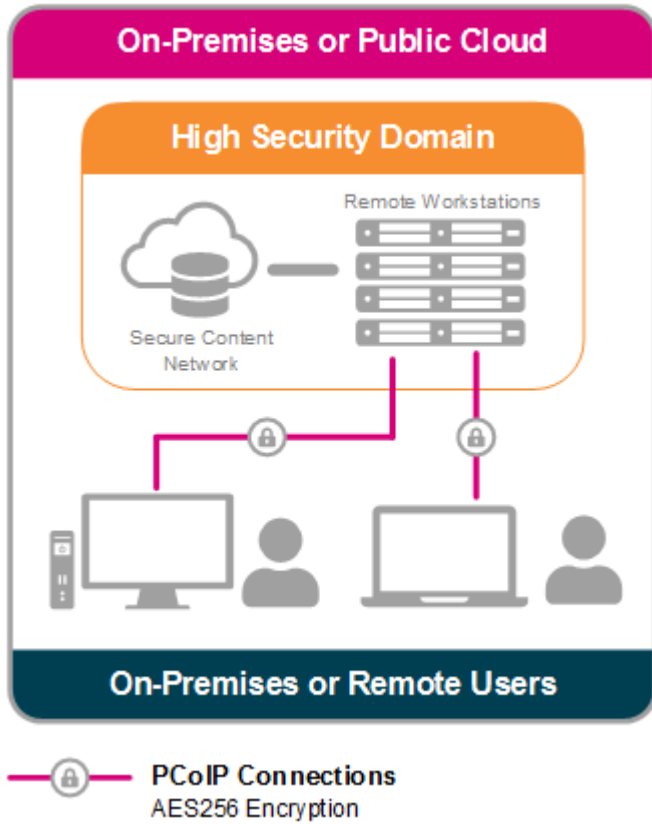 On-Premises or Public Cloud
High Security Domain
Remote Workstations
Secure Content
Network
On-Premises or Remote Users
PCoIP Connections
AES256 Encryption